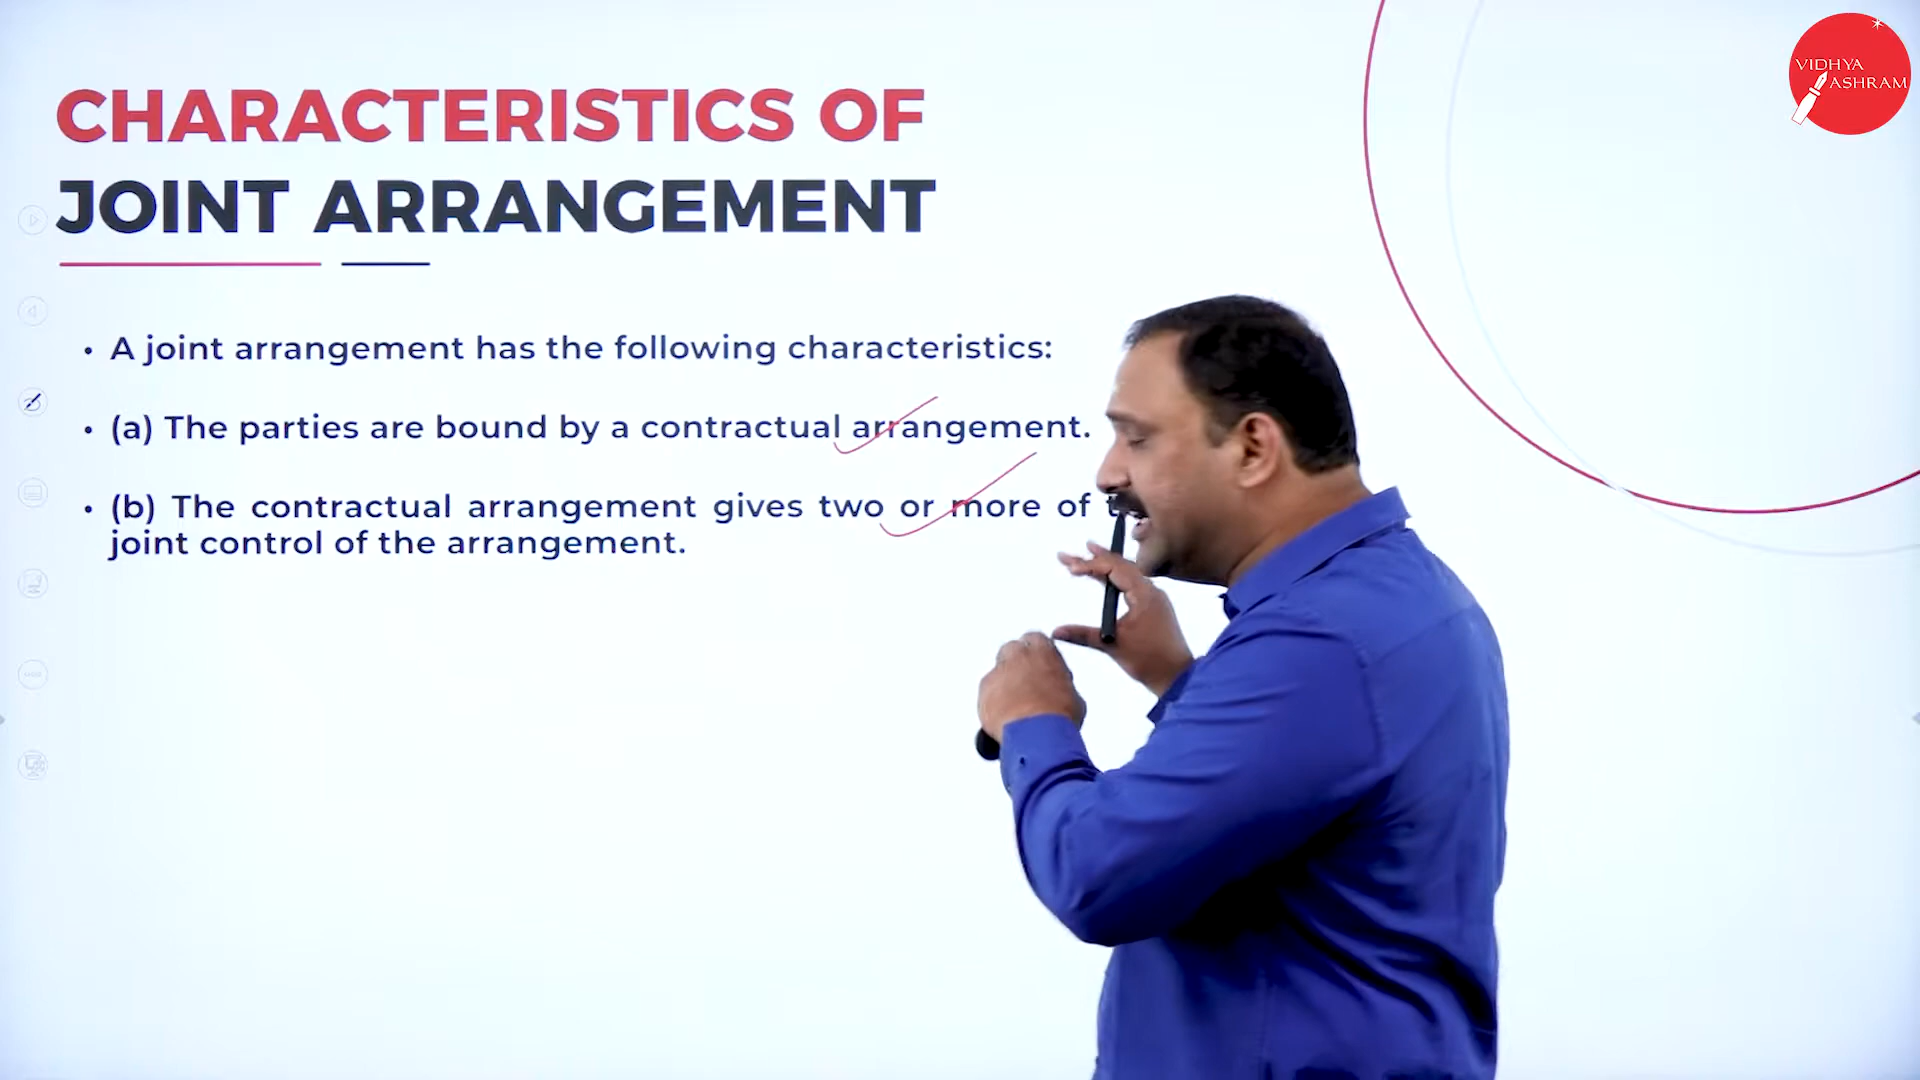 VIDHYA
ASHRAM
CHARACTERISTICS OF
JOINT ARRANGEMENT
• A joint arrangement has the following characteristics:
• (a) The parties are bound by a contractual arrangement.
• (b) The contractual arrangement gives two or more of
joint control of the arrangement.